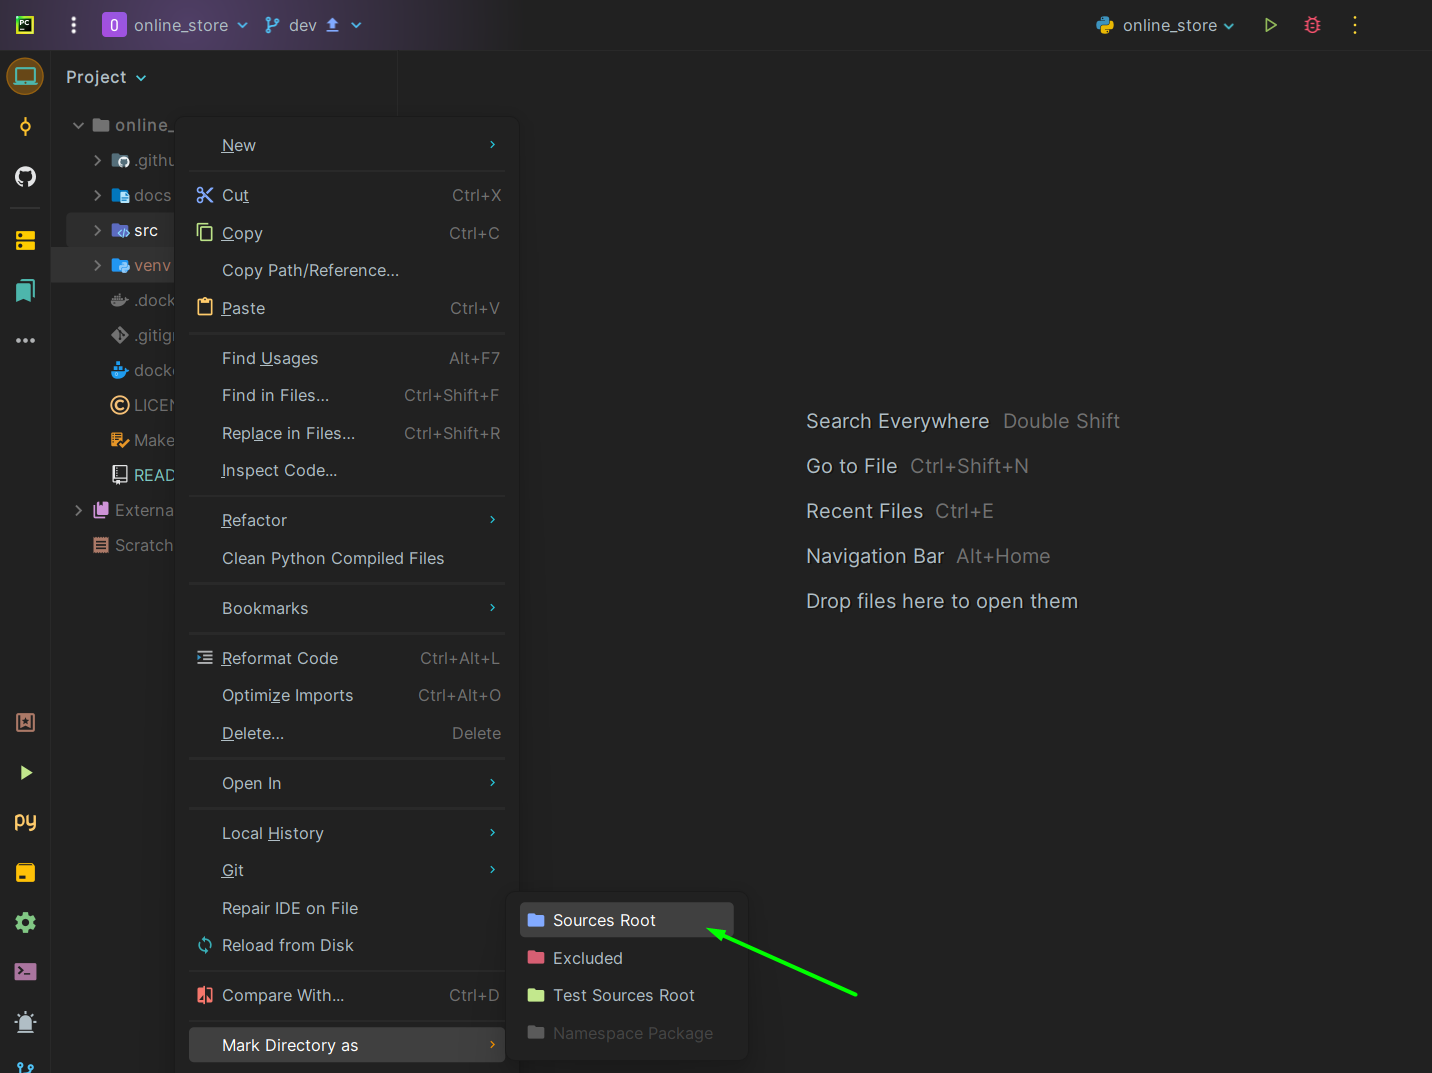 PC
O online_store dev
online_store
Project
online_
.githu
docs
src
venv
.dock
.gitig
docke
LICEN
Make
READ
Externa
Scratch
New
Cut Ctrl+X
Copy Ctrl+C
Copy Path/Reference...
Paste Ctrl+V
Find Usages Alt+F7
Find in Files... Ctrl+Shift+F
Replace in Files... Ctrl+Shift+R
Inspect Code...
Refactor
Clean Python Compiled Files
Bookmarks
Reformat Code Ctrl+Alt+L
Optimize Imports Ctrl+Alt+O
Delete... Delete
Open In
Local History
Git
Repair IDE on File
Reload from Disk
Compare With... Ctrl+D
Mark Directory as
Sources Root
Excluded
Test Sources Root
Namespace Package
Search Everywhere Double Shift
Go to File Ctrl+Shift+N
Recent Files Ctrl+E
Navigation Bar Alt+Home
Drop files here to open them
py